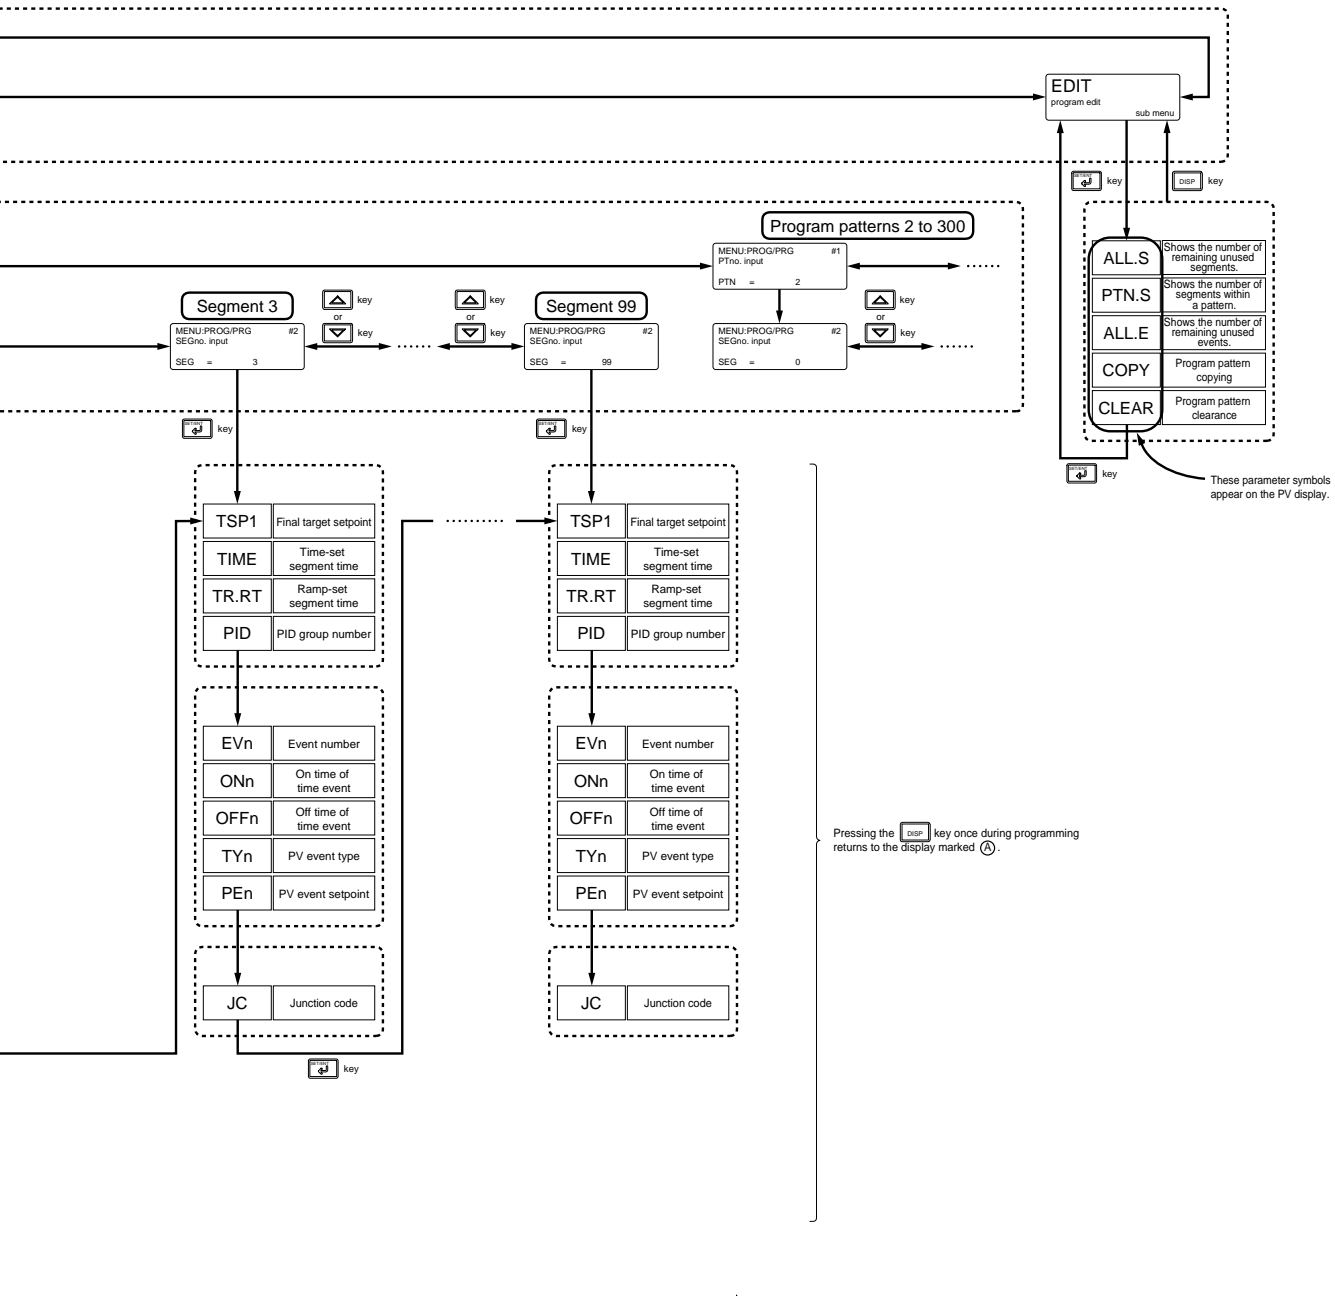 EDIT
program edit
sub menu
SET/ENT key
DISP key
Program patterns 2 to 300
MENU:PROG/PRG #1
PTno. input
PTN = 2
ALL.S Shows the number of remaining unused segments.
PTN.S Shows the number of segments within a pattern.
ALL.E Shows the number of remaining unused events.
COPY Program pattern copying
CLEAR Program pattern clearance
Segment 3
key
or
key
key
or
key
Segment 99
key
or
key
MENU:PROG/PRG #2
SEGno. input
SEG = 3
MENU:PROG/PRG #2
SEGno. input
SEG = 99
MENU:PROG/PRG #2
SEGno. input
SEG = 0
SET/ENT key
SET/ENT key
SET/ENT key
These parameter symbols
appear on the PV display.
TSP1 Final target setpoint
TIME Time-set segment time
TR.RT Ramp-set segment time
PID PID group number
EVn Event number
ONn On time of time event
OFFn Off time of time event
TYn PV event type
PEn PV event setpoint
JC Junction code
SET/ENT key
TSP1 Final target setpoint
TIME Time-set segment time
TR.RT Ramp-set segment time
PID PID group number
EVn Event number
ONn On time of time event
OFFn Off time of time event
TYn PV event type
PEn PV event setpoint
JC Junction code
Pressing the DISP key once during programming
returns to the display marked A .